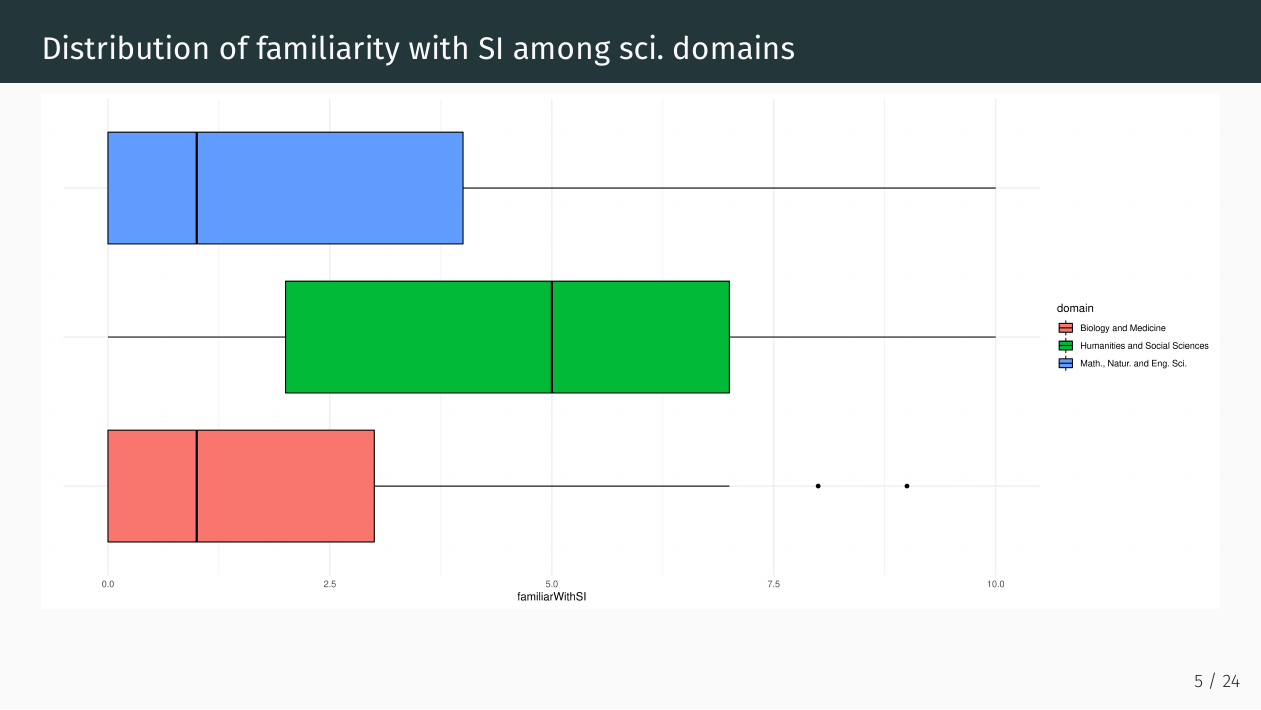 Distribution of familiarity with SI among sci. domains
domain
Biology and Medicine
Humanities and Social Sciences
Math., Natur. and Eng. Sci.
0.0 2.5 5.0 7.5 10.0
familiarWithSI
5 / 24